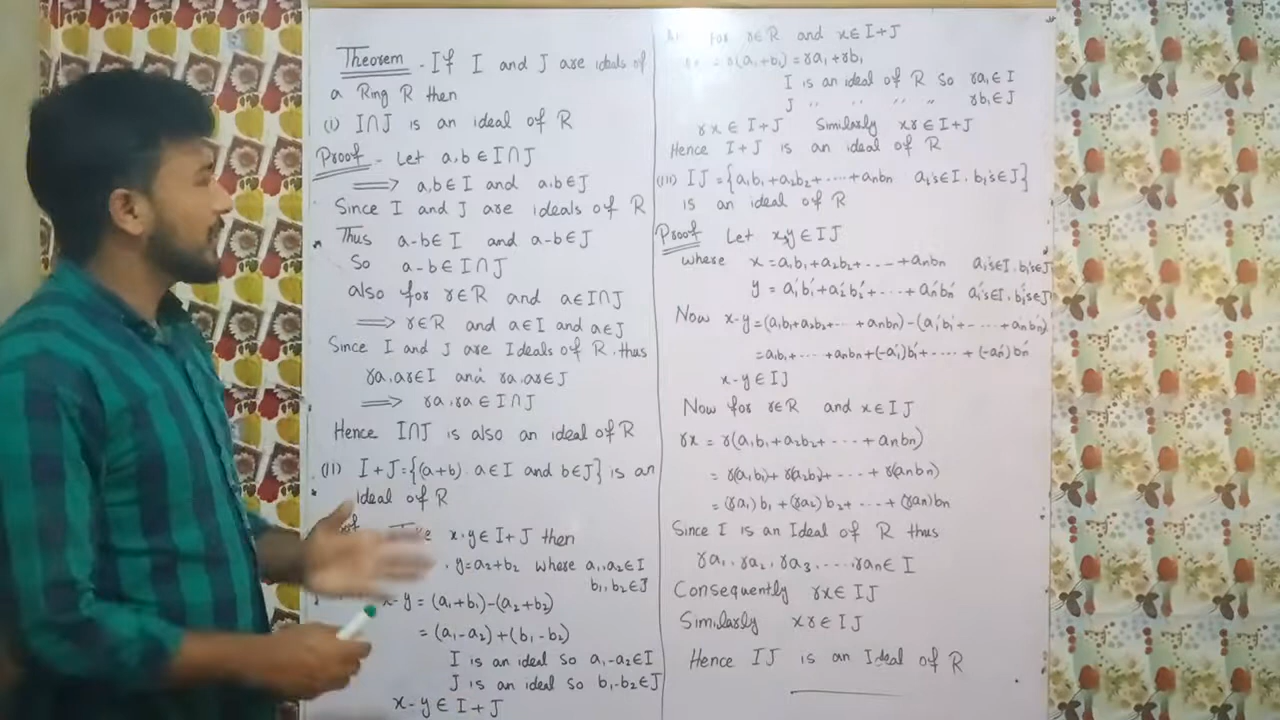 Theorem - If I and J are ideals of
a Ring R then
(i) I∩J is an ideal of R
Proof - Let a,b ∈ I∩J
⟹ a,b ∈ I and a,b ∈ J
Since I and J are ideals of R
Thus a-b ∈ I and a-b ∈ J
So a-b ∈ I∩J
also for r∈R and a∈I∩J
⟹ r∈R and a∈I and a∈J
Since I and J are Ideals of R. thus
ra, ar∈I and ra, ar∈J
⟹ ra, ra ∈ I∩J
Hence I∩J is also an ideal of R
(II) I+J={(a+b). a∈I and b∈J} is an
ideal of R
x,y ∈ I+J then
y=a2+b2 where a1,a2∈I
b1,b2∈J
x-y = (a1+b1)-(a2+b2)
= (a1-a2)+(b1-b2)
I is an ideal so a1-a2∈I
J is an ideal so b1-b2∈J
x-y ∈ I+J
for r∈R and x∈I+J
= r(a1+b1)=ra1+rb1
I is an ideal of R so ra1∈I
J " " " " rb1∈J
rx ∈ I+J Similarly xr∈I+J
Hence I+J is an ideal of R
(III) IJ={a1b1+a2b2+....+anbn ai's∈I. bi's∈J}
is an ideal of R
Proof Let x,y ∈ IJ
where x=a1b1+a2b2+....+anbn ai's∈I. bi's∈J
y = a1'b1'+a2'b2'+....+an'bn' ai's∈I. bi's∈J
Now x-y=(a1b1+a2b2+....+anbn)-(a1'b1'+....+an'bn')
=a1b1+....+anbn+(-a1')b1'+....+(-an')bn'
x-y∈IJ
Now for r∈R and x∈IJ
rx = r(a1b1+a2b2+....+anbn)
= r(a1b1)+r(a2b2)+....+r(anbn)
=(ra1)b1+(ra2)b2+....+(ran)bn
Since I is an Ideal of R thus
ra1, ra2, ra3.....ran∈ I
Consequently rx∈IJ
Similarly xr∈IJ
Hence IJ is an Ideal of R